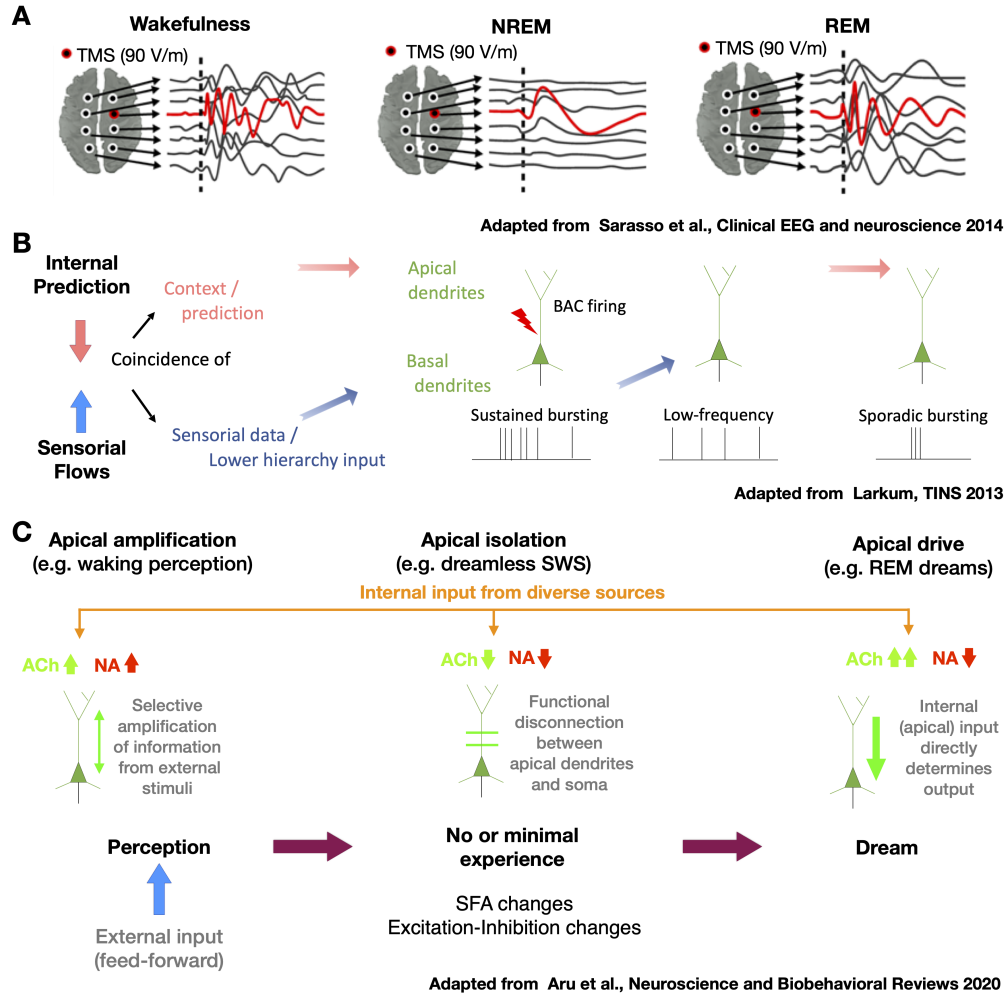 A
Wakefulness
NREM
REM
TMS (90 V/m)
TMS (90 V/m)
TMS (90 V/m)
Adapted from Sarasso et al., Clinical EEG and neuroscience 2014
B
Internal
Prediction
Context /
prediction
Coincidence of
Sensorial data /
Lower hierarchy input
Sensorial
Flows
Apical
dendrites
BAC firing
Basal
dendrites
Sustained bursting
Low-frequency
Sporadic bursting
Adapted from Larkum, TINS 2013
C
Apical amplification
(e.g. waking perception)
Apical isolation
(e.g. dreamless SWS)
Apical drive
(e.g. REM dreams)
Internal input from diverse sources
ACh NA
ACh NA
ACh NA
Selective
amplification
of information
from external
stimuli
Functional
disconnection
between
apical dendrites
and soma
Internal
(apical) input
directly
determines
output
Perception
No or minimal
experience
Dream
SFA changes
Excitation-Inhibition changes
External input
(feed-forward)
Adapted from Aru et al., Neuroscience and Biobehavioral Reviews 2020